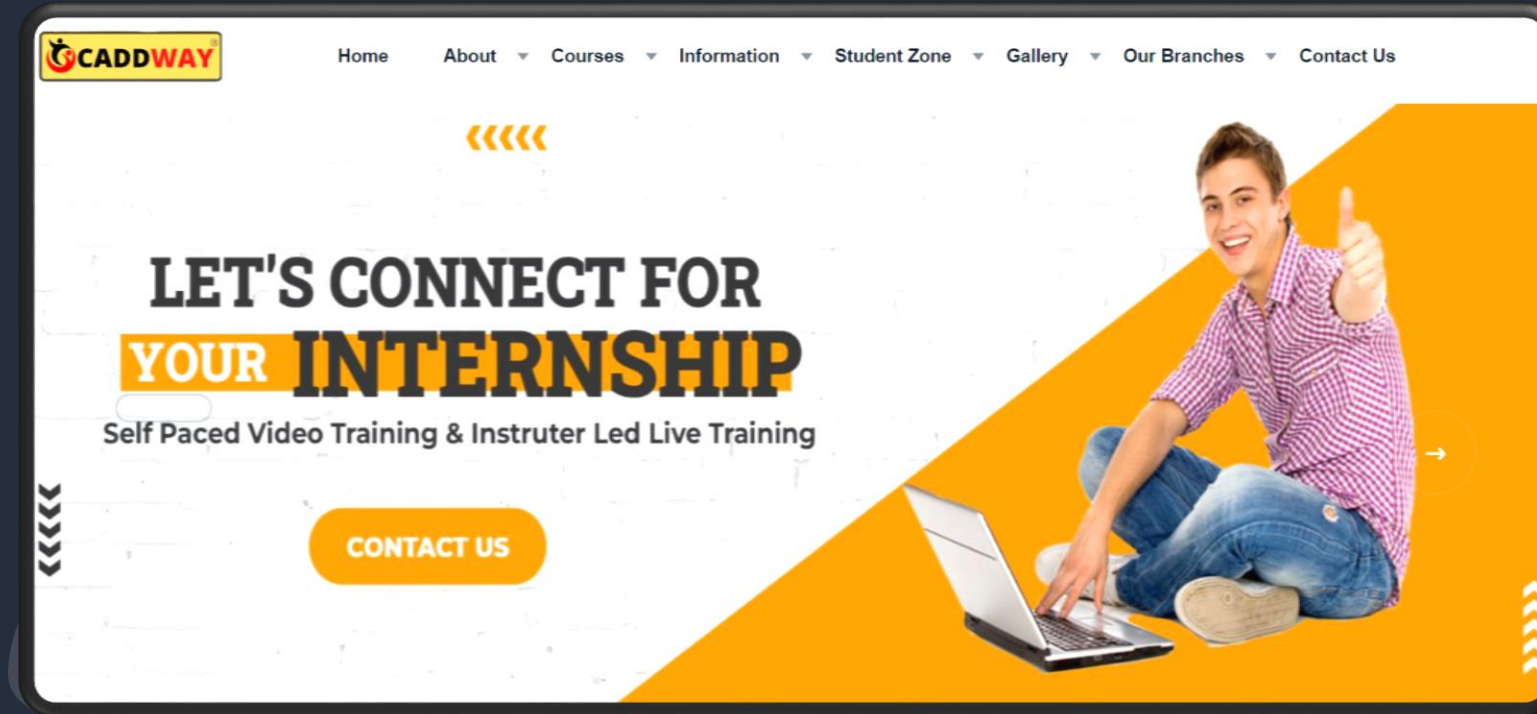 CADDWAY®
Home About Courses Information Student Zone Gallery Our Branches Contact Us
LET'S CONNECT FOR
YOUR INTERNSHIP
Self Paced Video Training & Instruter Led Live Training
CONTACT US